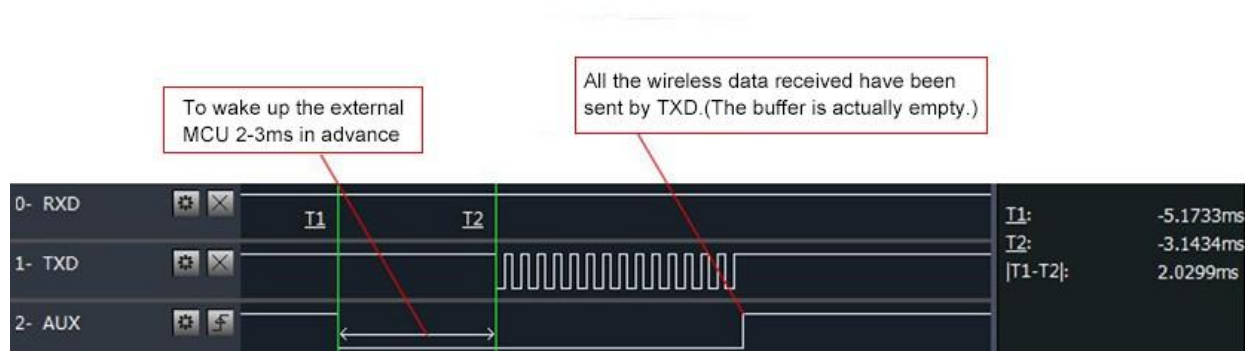 All the wireless data received have been
sent by TXD.(The buffer is actually empty.)
To wake up the external
MCU 2-3ms in advance
0- RXD
T1
T2
1- TXD
2- AUX
T1: -5.1733ms
T2: -3.1434ms
|T1-T2|: 2.0299ms